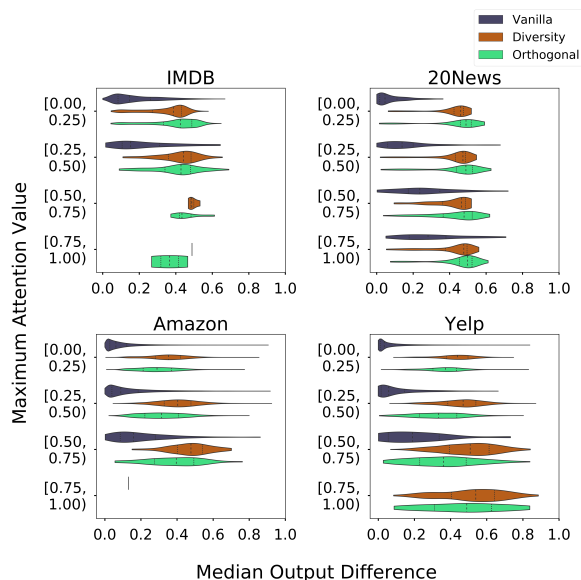 Vanilla
Diversity
Orthogonal
IMDB
20News
[0.00,
0.25)
[0.25,
0.50)
[0.50,
0.75)
[0.75,
1.00)
0.0 0.2 0.4 0.6 0.8 1.0
0.0 0.2 0.4 0.6 0.8 1.0
[0.00,
0.25)
[0.25,
0.50)
[0.50,
0.75)
[0.75,
1.00)
Maximum Attention Value
Amazon
Yelp
[0.00,
0.25)
[0.25,
0.50)
[0.50,
0.75)
[0.75,
1.00)
0.0 0.2 0.4 0.6 0.8 1.0
[0.00,
0.25)
[0.25,
0.50)
[0.50,
0.75)
[0.75,
1.00)
0.0 0.2 0.4 0.6 0.8 1.0
Median Output Difference